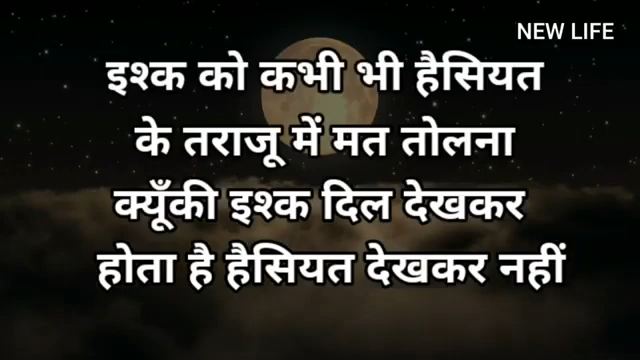 NEW LIFE
इश्क को कभी भी हैसियत
के तराजू में मत तोलना
क्यूँकी इश्क दिल देखकर
होता है हैसियत देखकर नहीं